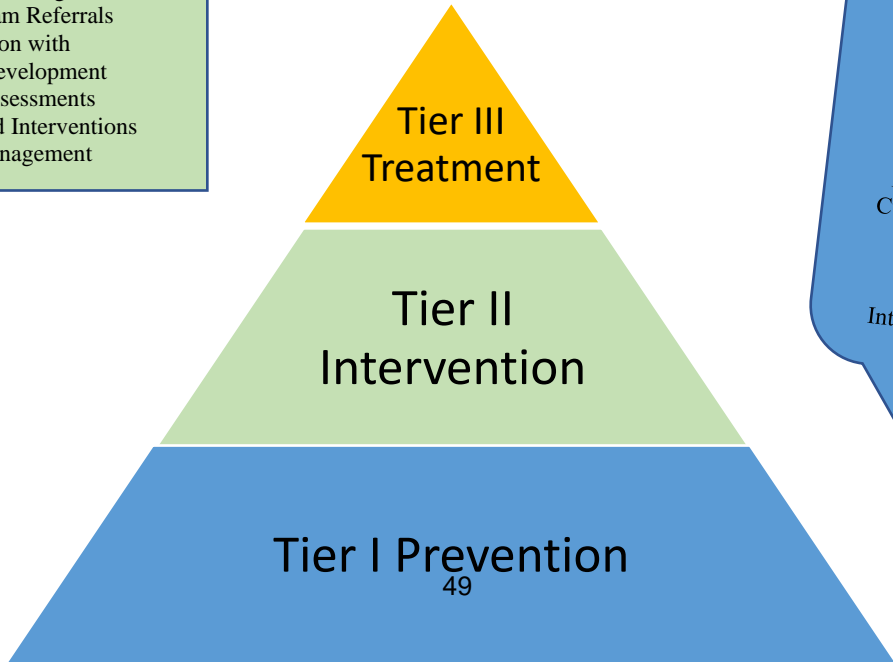 am Referrals
on with
evelopment
sessments
d Interventions
nagement
Tier III
Treatment
Tier II
Intervention
Tier I Prevention
49
C
Int